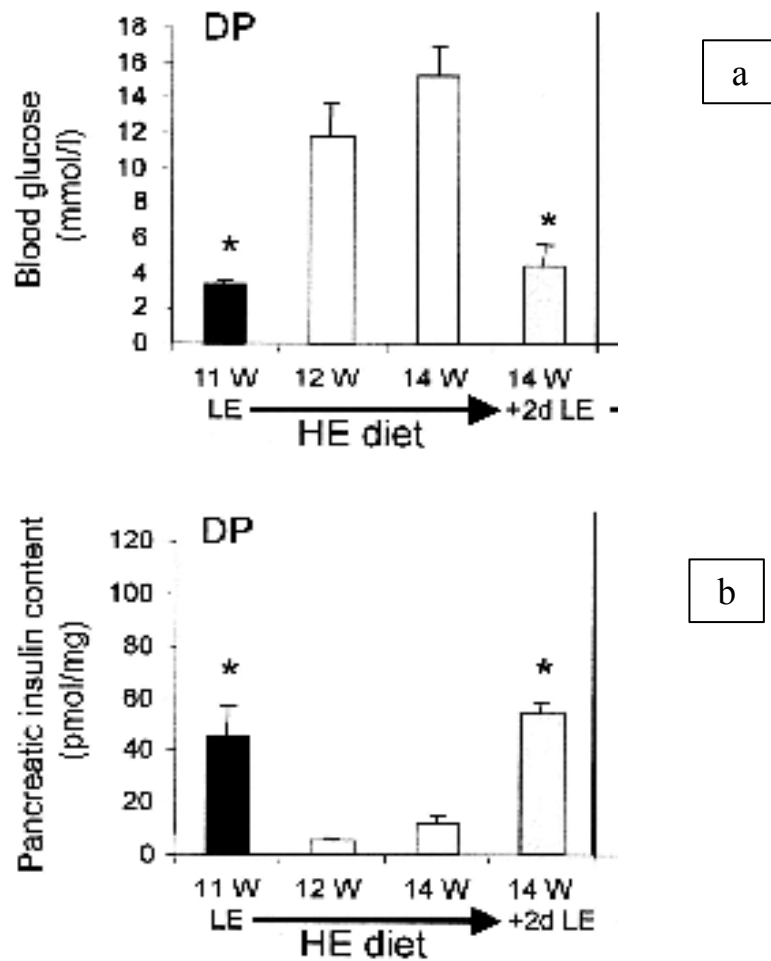 DP
a
Blood glucose
(mmol/l)
18
16
14
12
10
8
6
4
2
0
*
*
11 W
12 W
14 W
14 W
LE
+2d LE
HE diet
DP
b
Pancreatic insulin content
(pmol/mg)
120
100
80
60
40
20
0
*
*
11 W
12 W
14 W
14 W
LE
+2d LE
HE diet